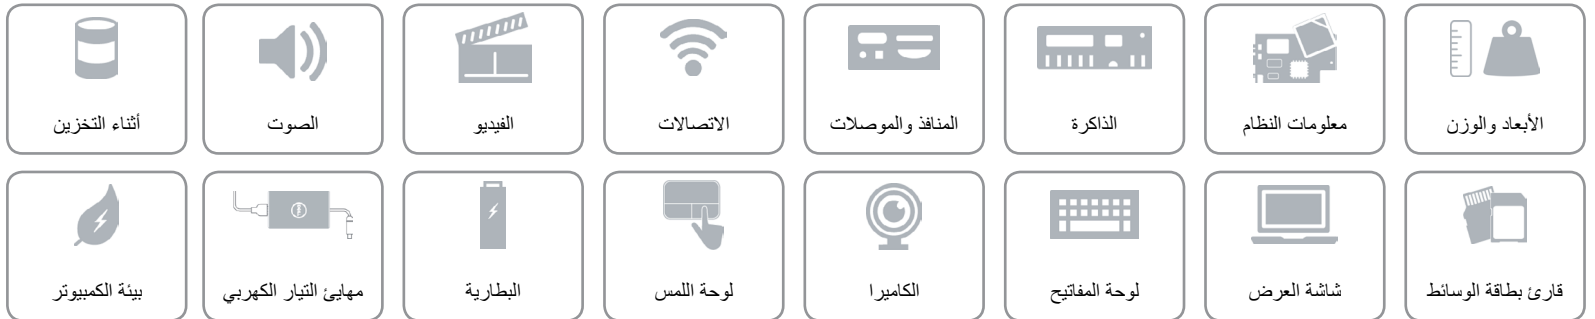 الأبعاد والوزن
معلومات النظام
الذاكرة
المنافذ والموصلات
الاتصالات
الفيديو
الصوت
أثناء التخزين
قارئ بطاقة الوسائط
شاشة العرض
لوحة المفاتيح
الكاميرا
لوحة اللمس
البطارية
مهايئ التيار الكهربي
بيئة الكمبيوتر